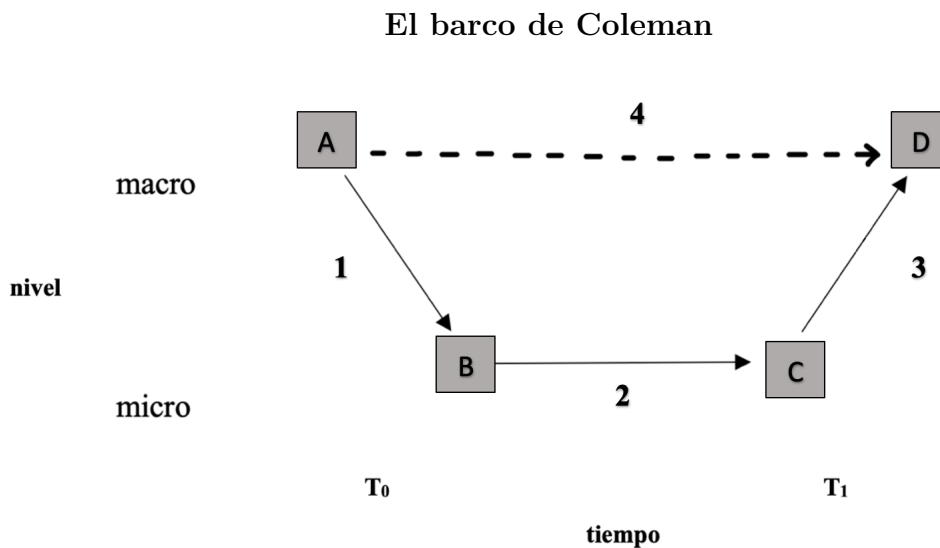 El barco de Coleman
4
A
D
macro
1
3
nivel
B
C
2
micro
T₀
T₁
tiempo